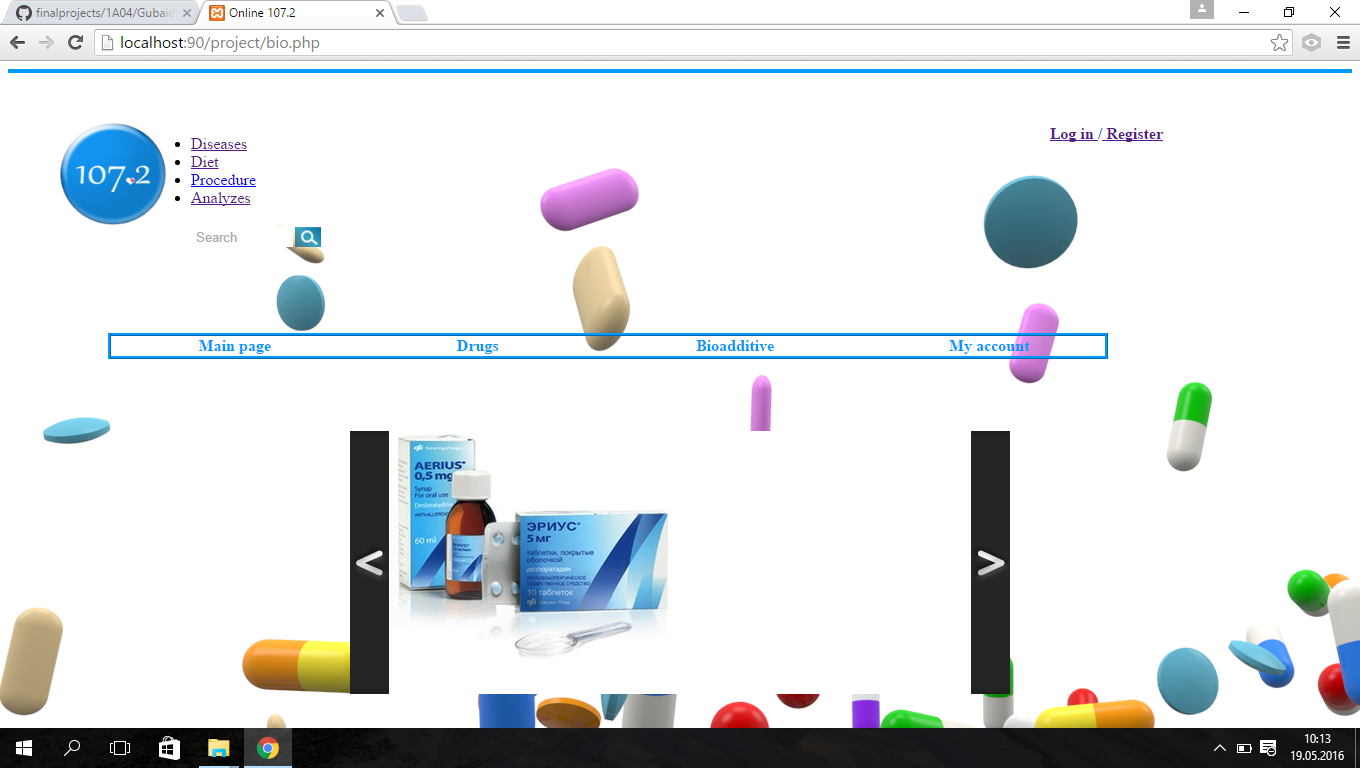 finalprojects/1A04/Gubaid
Online 107.2
localhost:90/project/bio.php
107.2
Diseases
Diet
Procedure
Analyzes
Log in / Register
Search
Main page
Drugs
Bioadditive
My account
AERIUS®
0,5 mg
Syrup
For oral use
60 ml
ЭРИУС®
5 мг
таблетки, покрытые
оболочкой
дезлоратадин
10 таблеток
<
>
10:13
19.05.2016